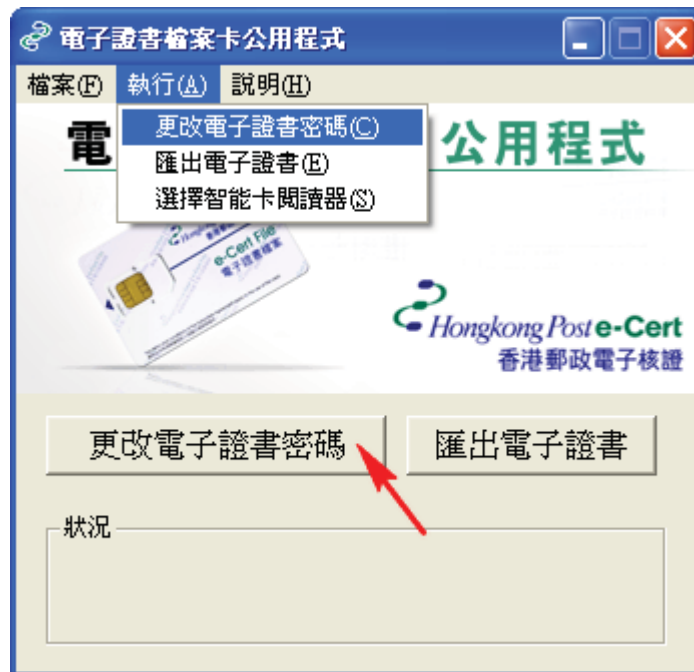 電子證書檔案卡公用程式
檔案(F) 執行(A) 說明(H)
更改電子證書密碼(C)
匯出電子證書(E)
選擇智能卡閱讀器(S)
電 公用程式
Hongkong
e-Cert File
電子證書檔案
Hongkong Post e-Cert
香港郵政電子核證
更改電子證書密碼 匯出電子證書
狀況